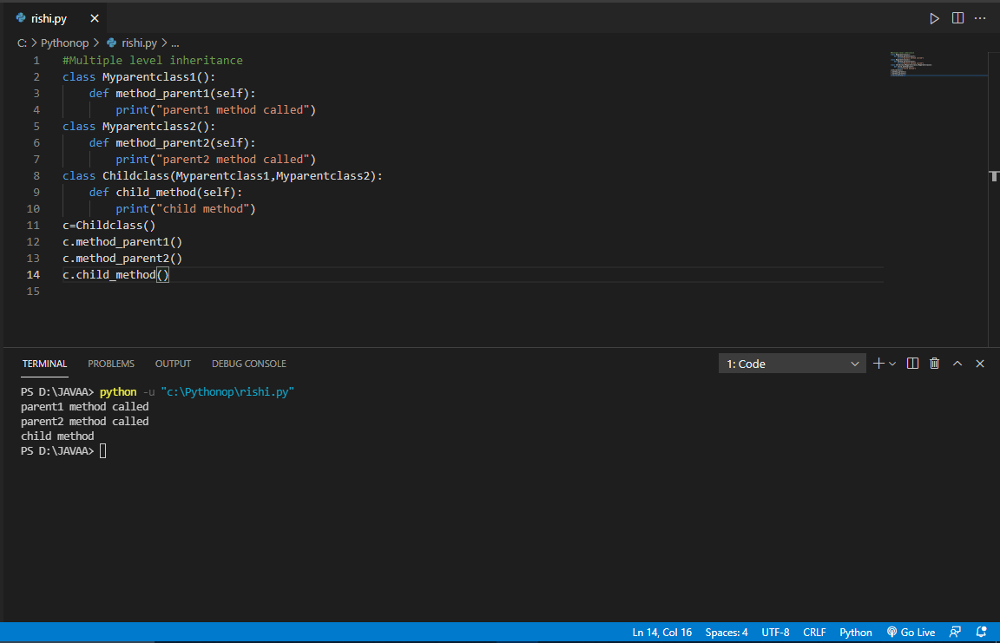 rishi.py
C: > Pythonop > rishi.py > ...
1 #Multiple level inheritance
2 class Myparentclass1():
3     def method_parent1(self):
4         print("parent1 method called")
5 class Myparentclass2():
6     def method_parent2(self):
7         print("parent2 method called")
8 class Childclass(Myparentclass1,Myparentclass2):
9     def child_method(self):
10         print("child method")
11 c=Childclass()
12 c.method_parent1()
13 c.method_parent2()
14 c.child_method()
15
TERMINAL PROBLEMS OUTPUT DEBUG CONSOLE 1: Code
PS D:\JAVAA> python -u "c:\Pythonop\rishi.py"
parent1 method called
parent2 method called
child method
PS D:\JAVAA>
Ln 14, Col 16 Spaces: 4 UTF-8 CRLF Python Go Live